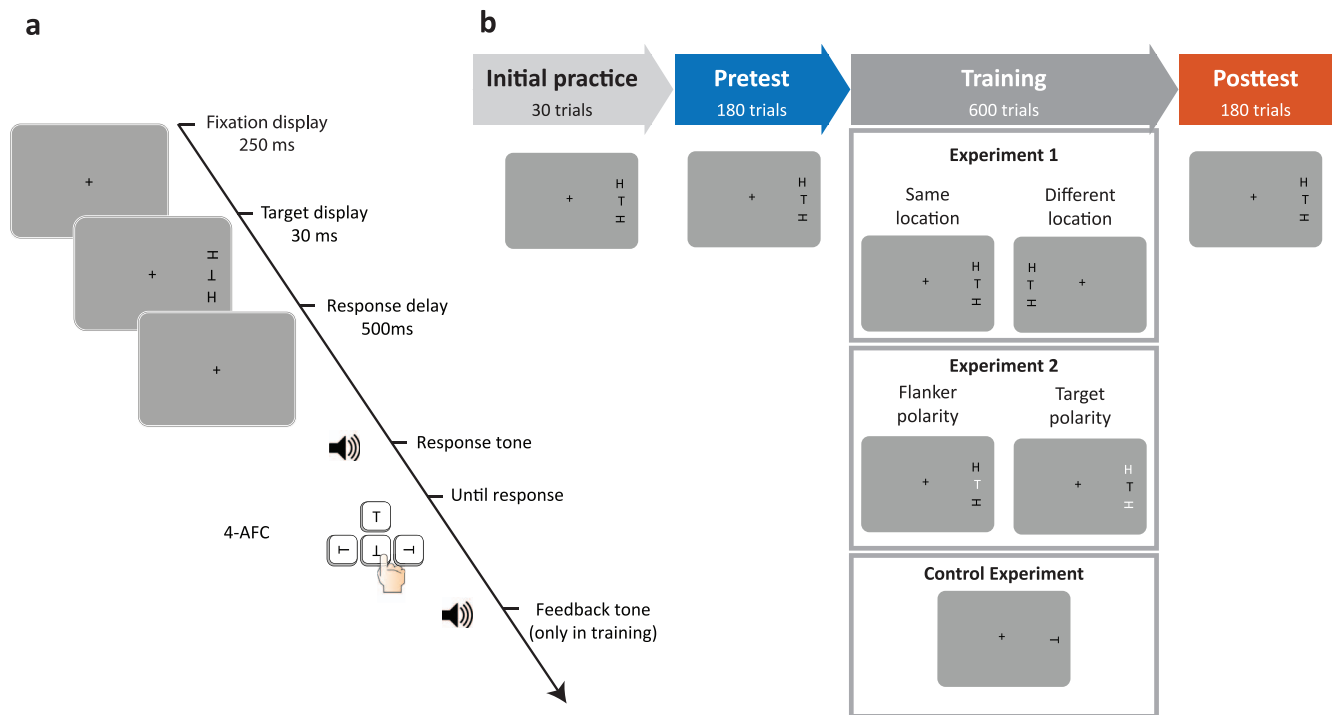 a
Fixation display
250 ms
+
Target display
30 ms
+
H
T
H
Response delay
500ms
+
Response tone
Until response
4-AFC
T
T
T
T
Feedback tone
(only in training)
b
Initial practice
30 trials
Pretest
180 trials
Training
600 trials
Posttest
180 trials
+
H
T
H
+
H
T
H
+
H
T
H
Experiment 1
Same
location
Different
location
+
H
T
H
H
T
H
+
Experiment 2
Flanker
polarity
Target
polarity
+
H
T
H
+
H
T
H
Control Experiment
+
T